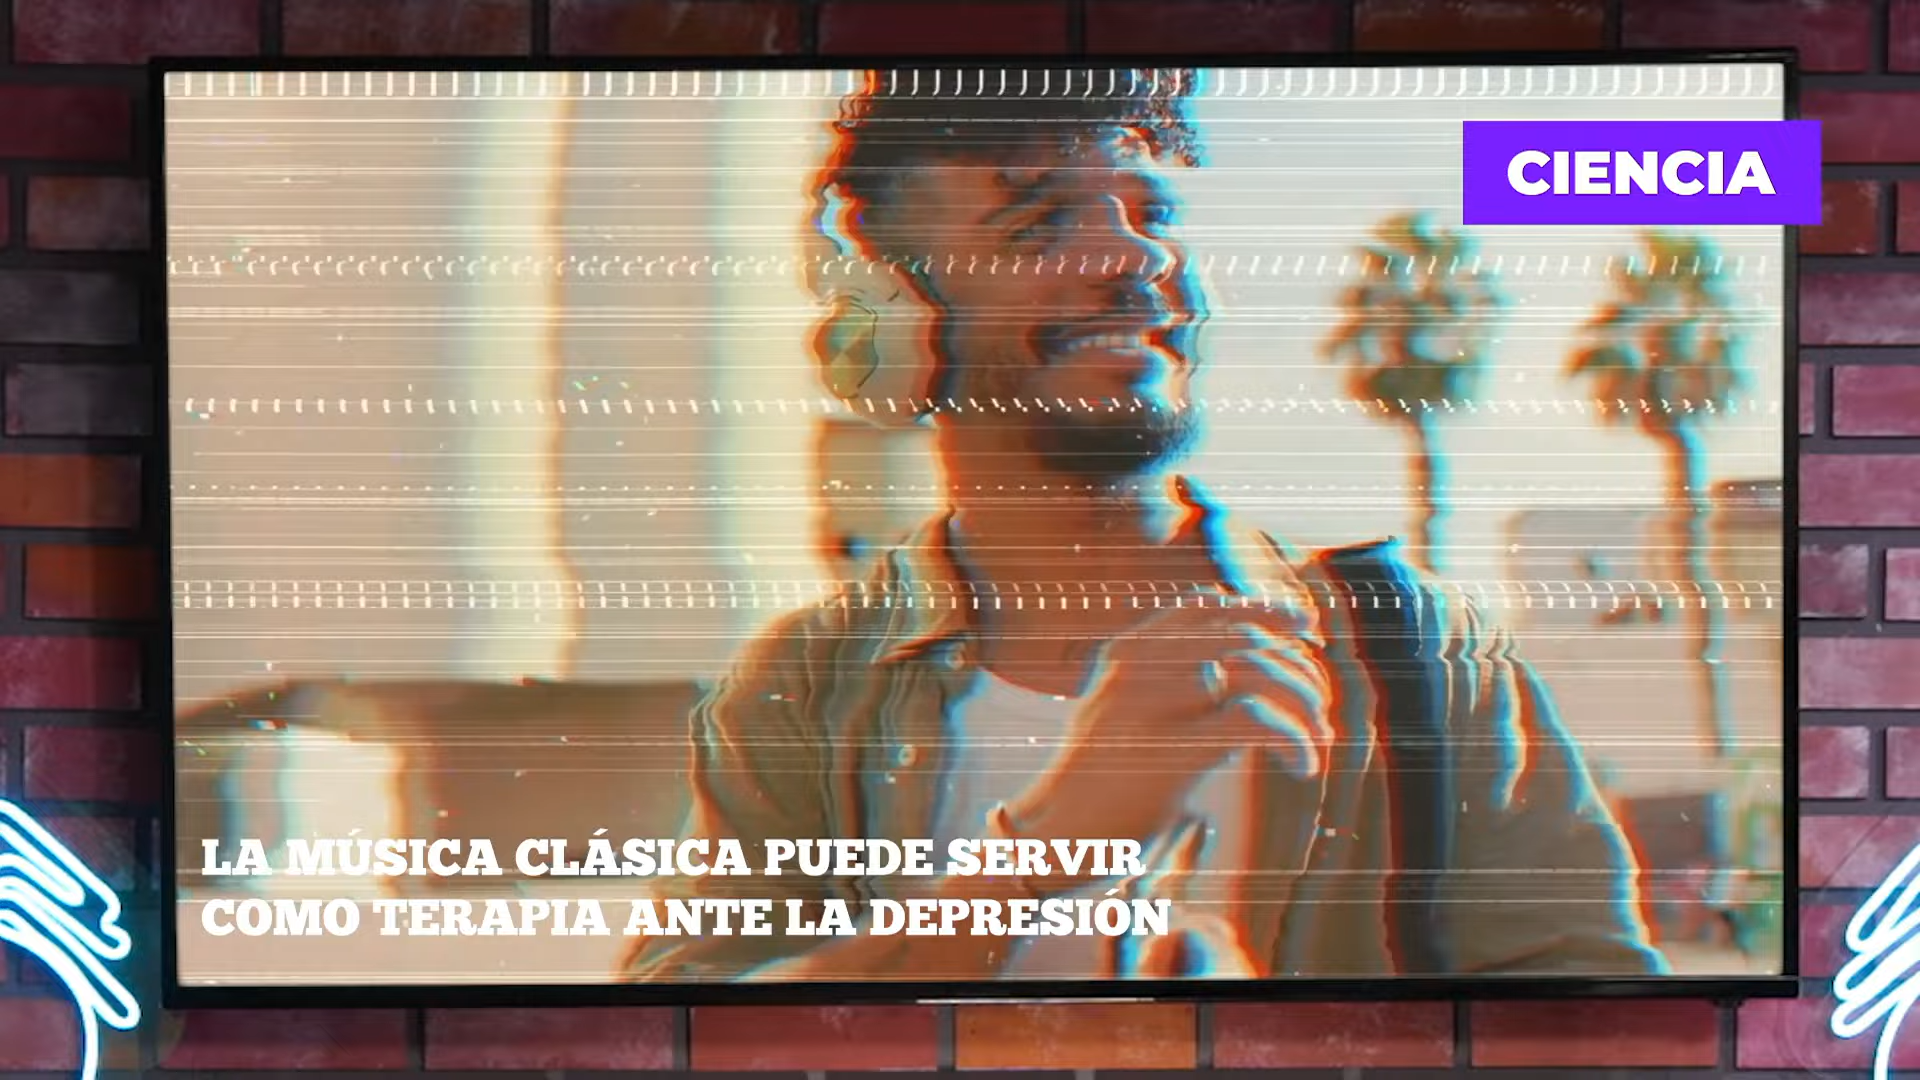 CIENCIA
LA MÚSICA CLÁSICA PUEDE SERVIR
COMO TERAPIA ANTE LA DEPRESIÓN